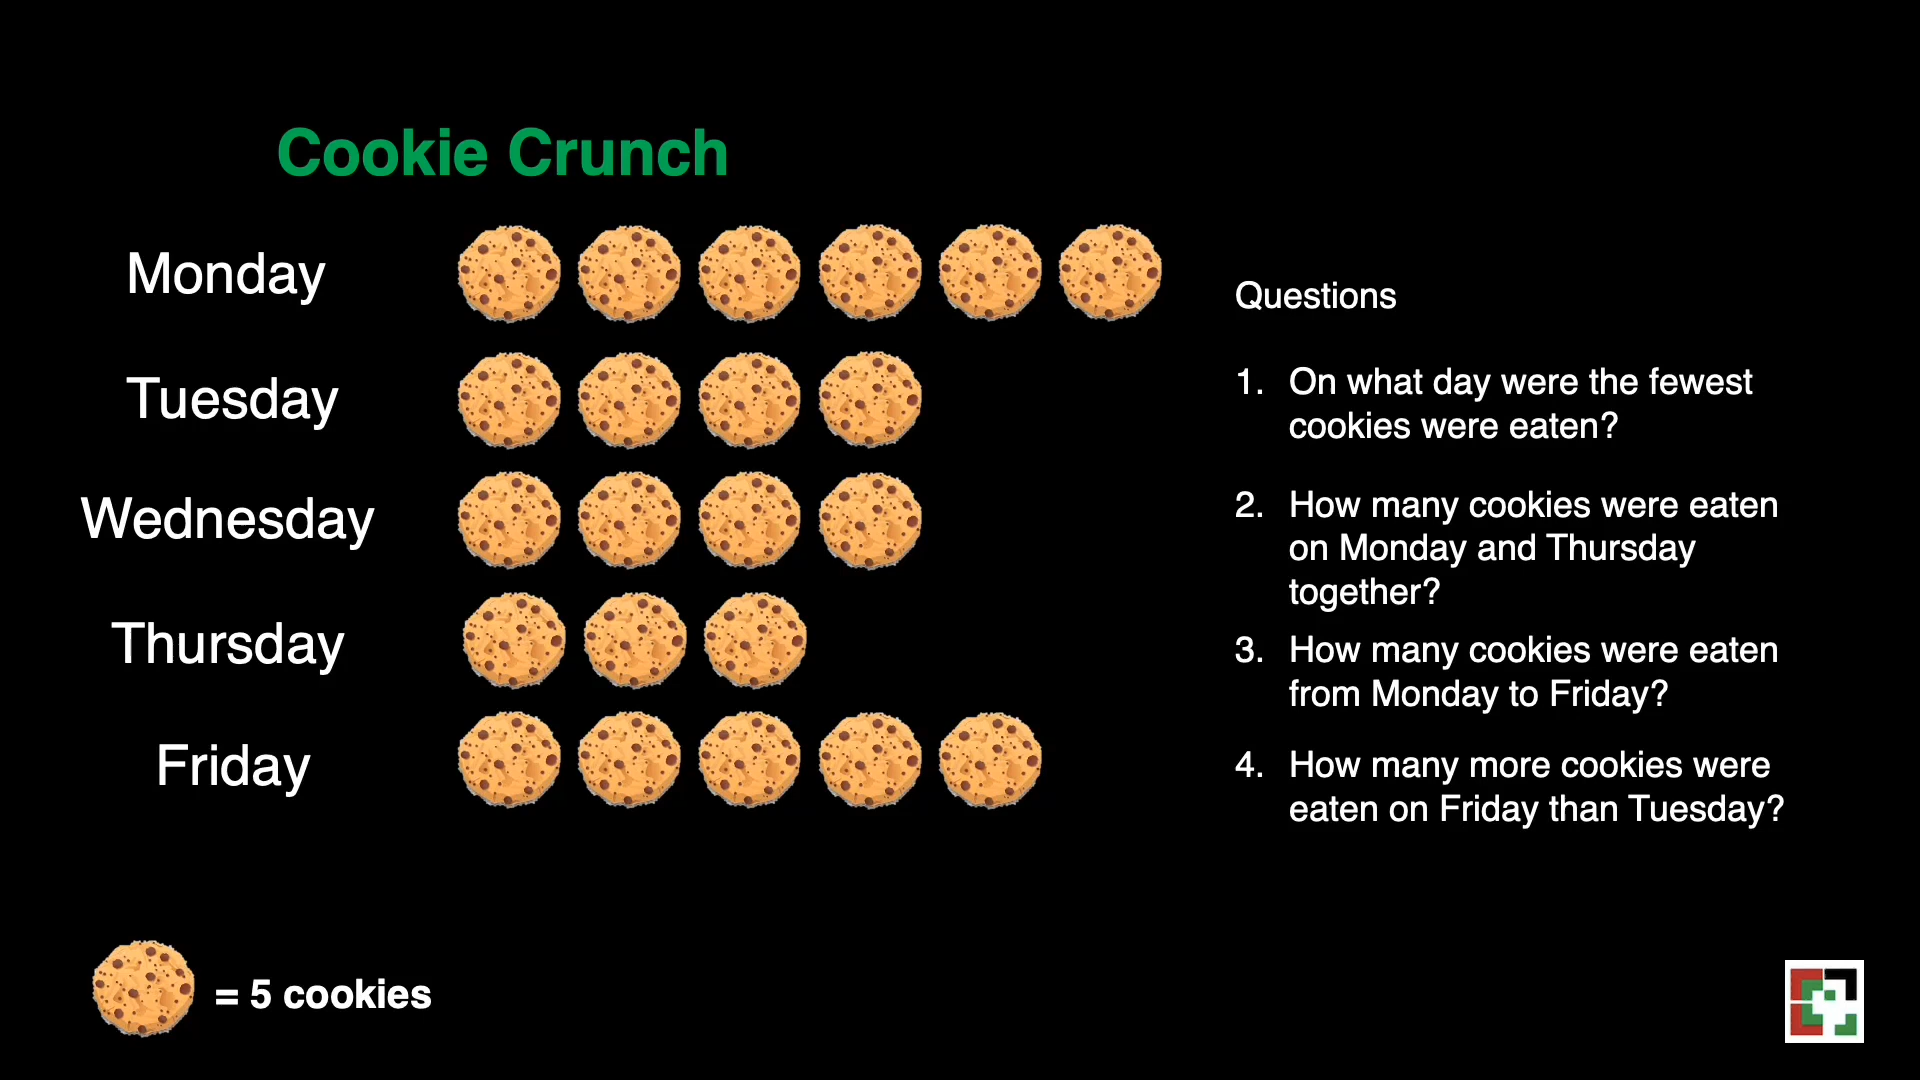 Cookie Crunch
Monday
Tuesday
Wednesday
Thursday
Friday
= 5 cookies
Questions
1. On what day were the fewest
cookies were eaten?
2. How many cookies were eaten
on Monday and Thursday
together?
3. How many cookies were eaten
from Monday to Friday?
4. How many more cookies were
eaten on Friday than Tuesday?